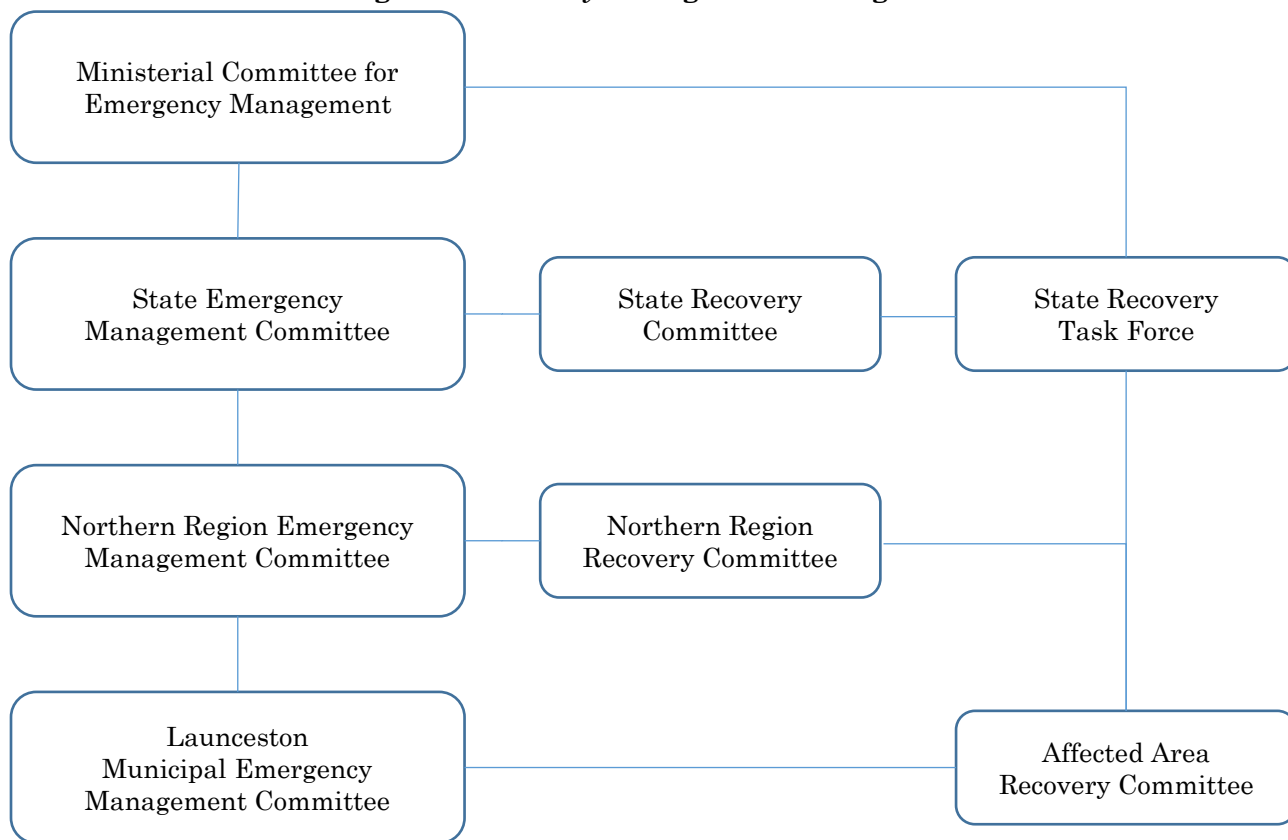 Ministerial Committee for
Emergency Management
State Emergency
Management Committee
State Recovery
Committee
State Recovery
Task Force
Northern Region Emergency
Management Committee
Northern Region
Recovery Committee
Launceston
Municipal Emergency
Management Committee
Affected Area
Recovery Committee